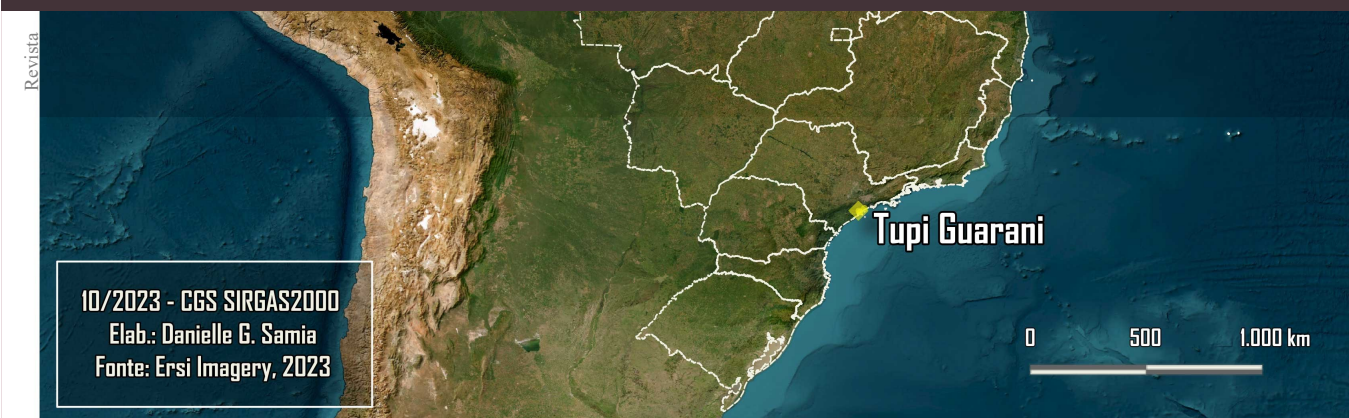 Revista
Tupi Guarani
10/2023 - CGS SIRGAS2000
Elab.: Danielle G. Samia
Fonte: Ersi Imagery, 2023
0 500 1.000 km